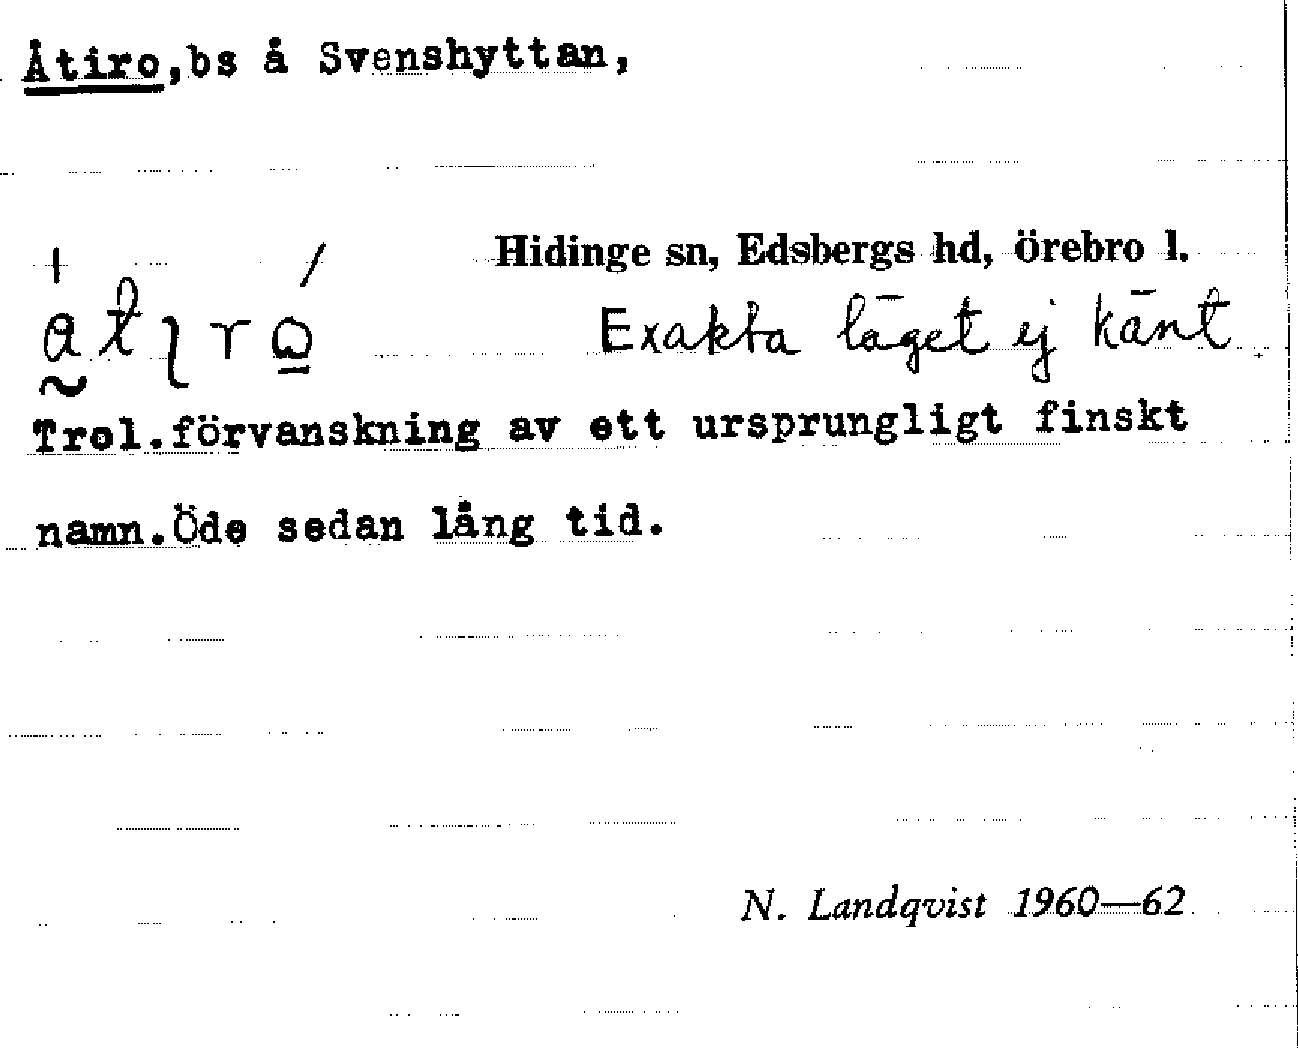 Åtiro,bs å Svenshyttan,
Hidinge sn, Edsbergs hd, örebro l.
Exakta läget ej känt
Trol.förvanskning av ett ursprungligt finskt
namn.Öde sedan lång tid.
N. Landqvist 1960—62